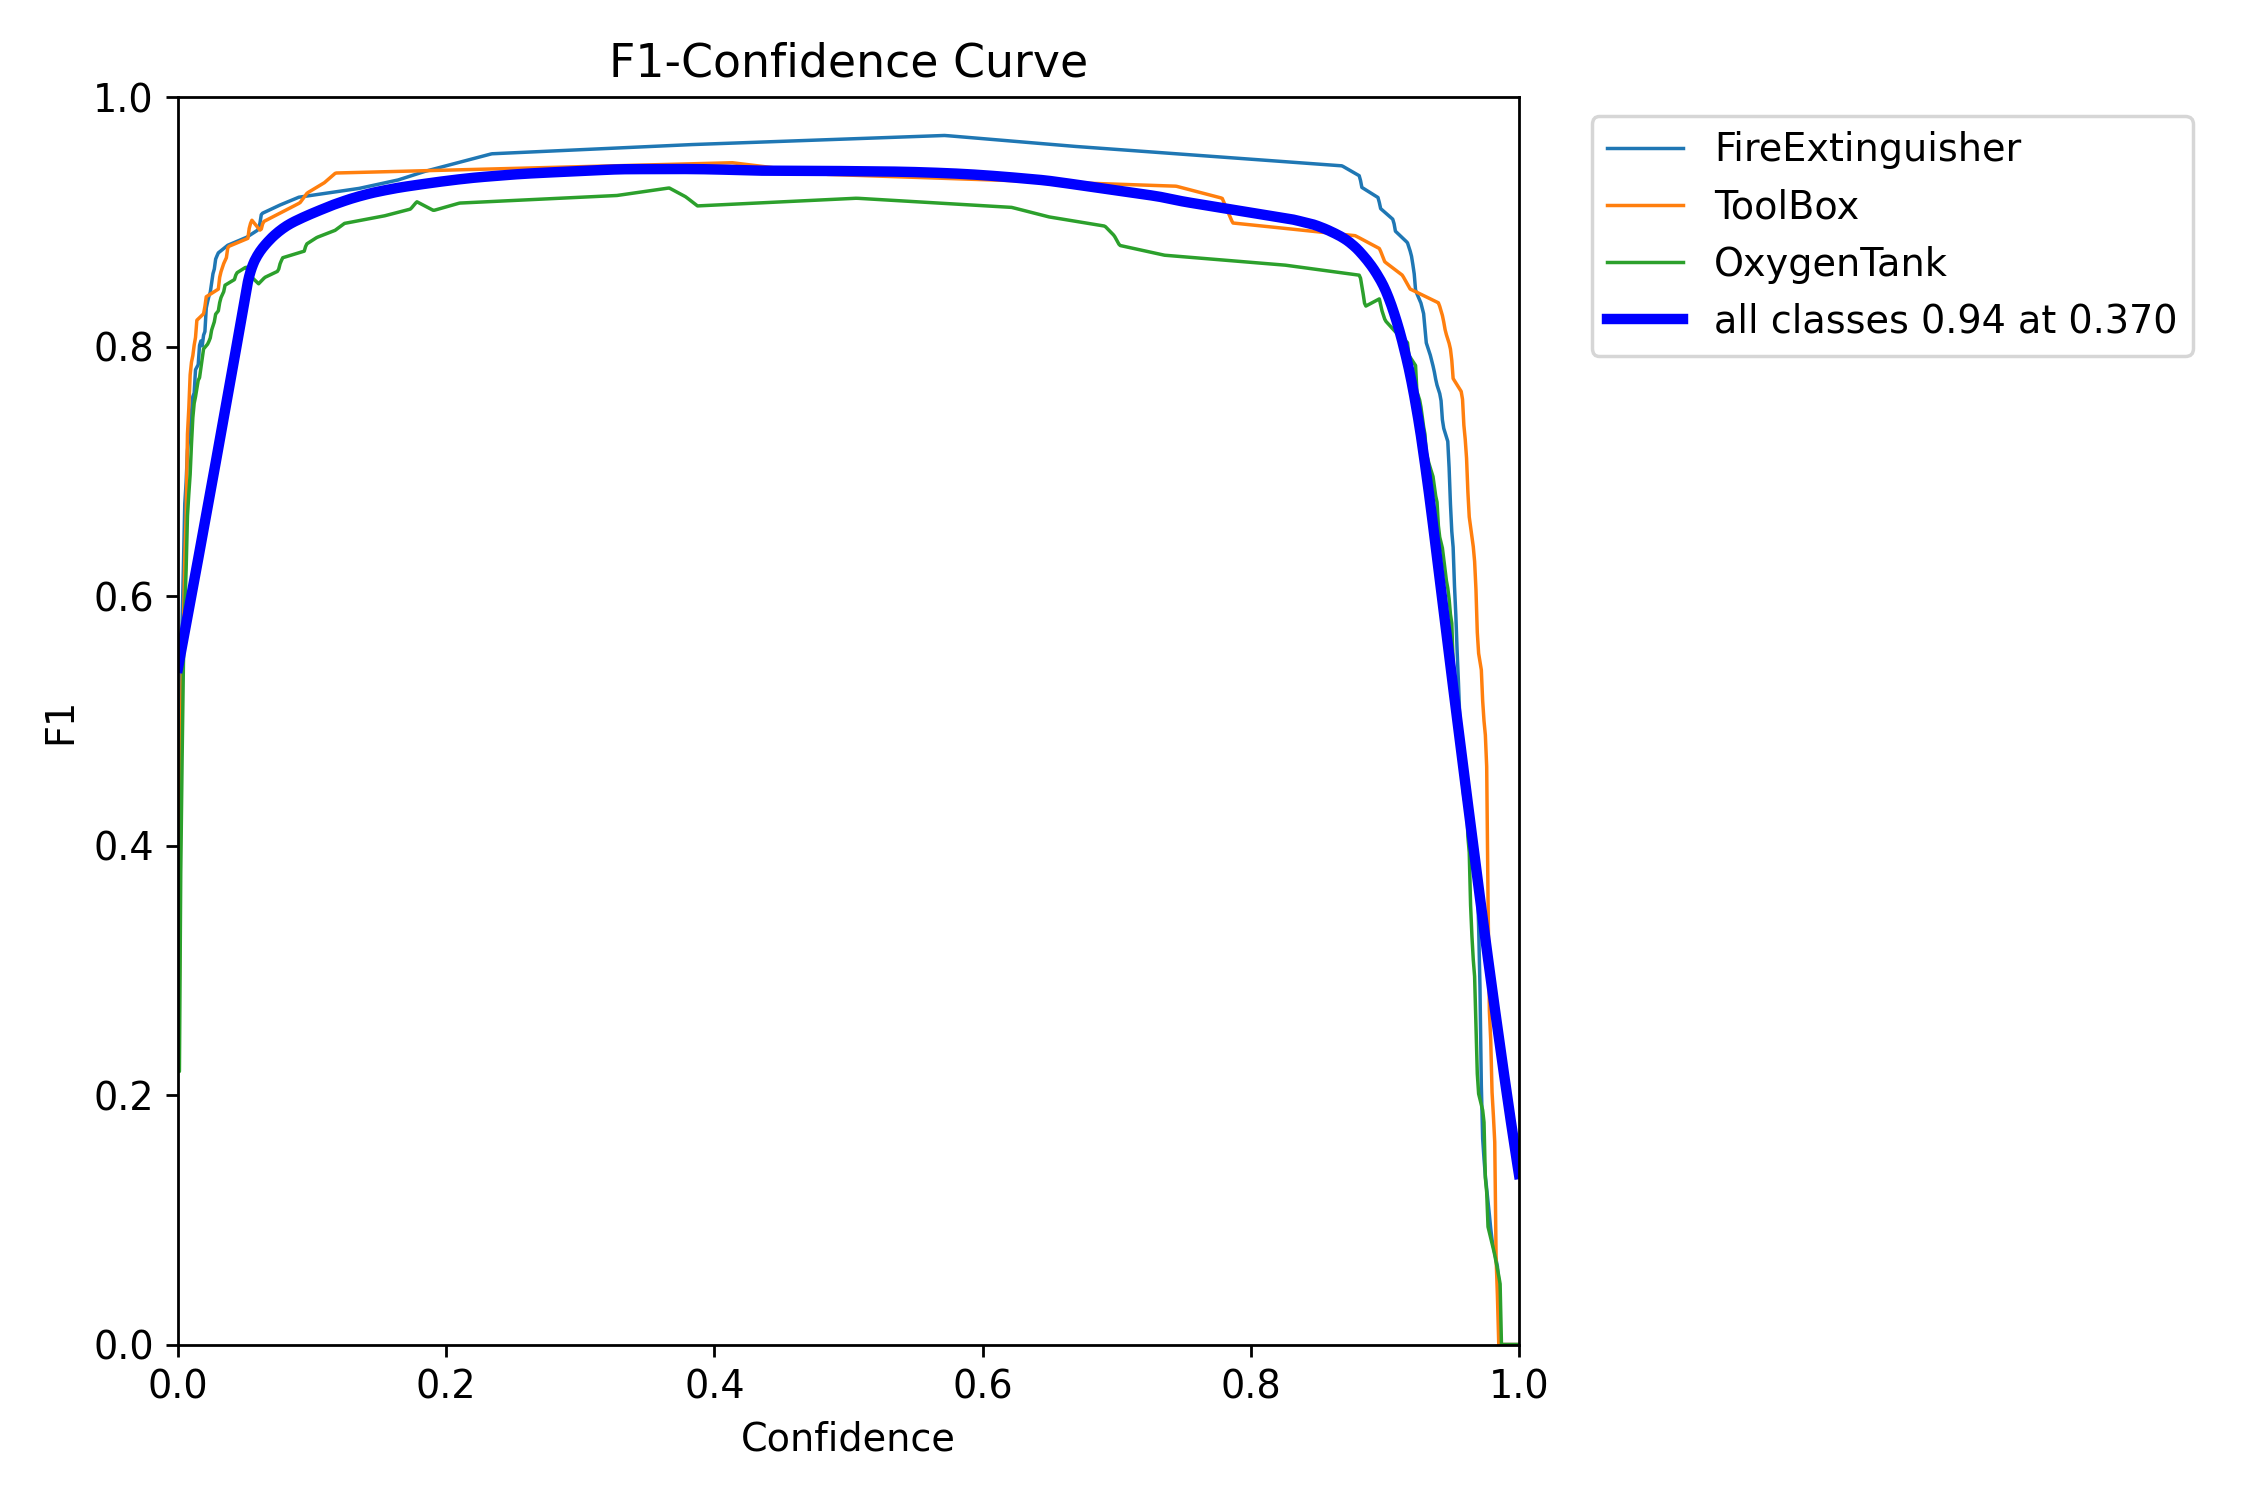 F1-Confidence Curve
1.0
0.8
0.6
0.4
0.2
0.0
F1
0.0 0.2 0.4 0.6 0.8 1.0
Confidence
FireExtinguisher
ToolBox
OxygenTank
all classes 0.94 at 0.370